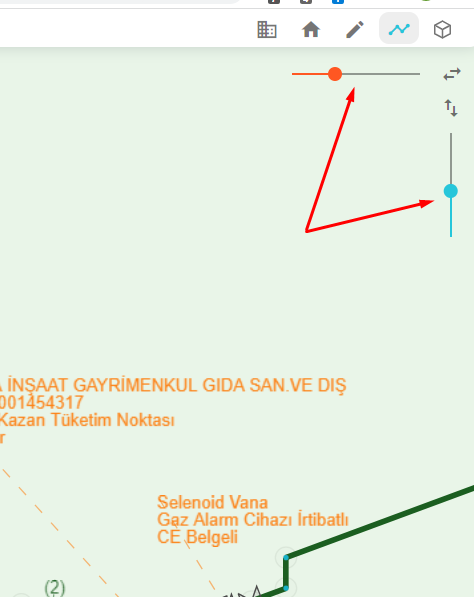 İNŞAAT GAYRİMENKUL GIDA SAN.VE DIŞ
001454317
Kazan Tüketim Noktası
r
Selenoid Vana
Gaz Alarm Cihazı İrtibatlı
CE Belgeli
(2)